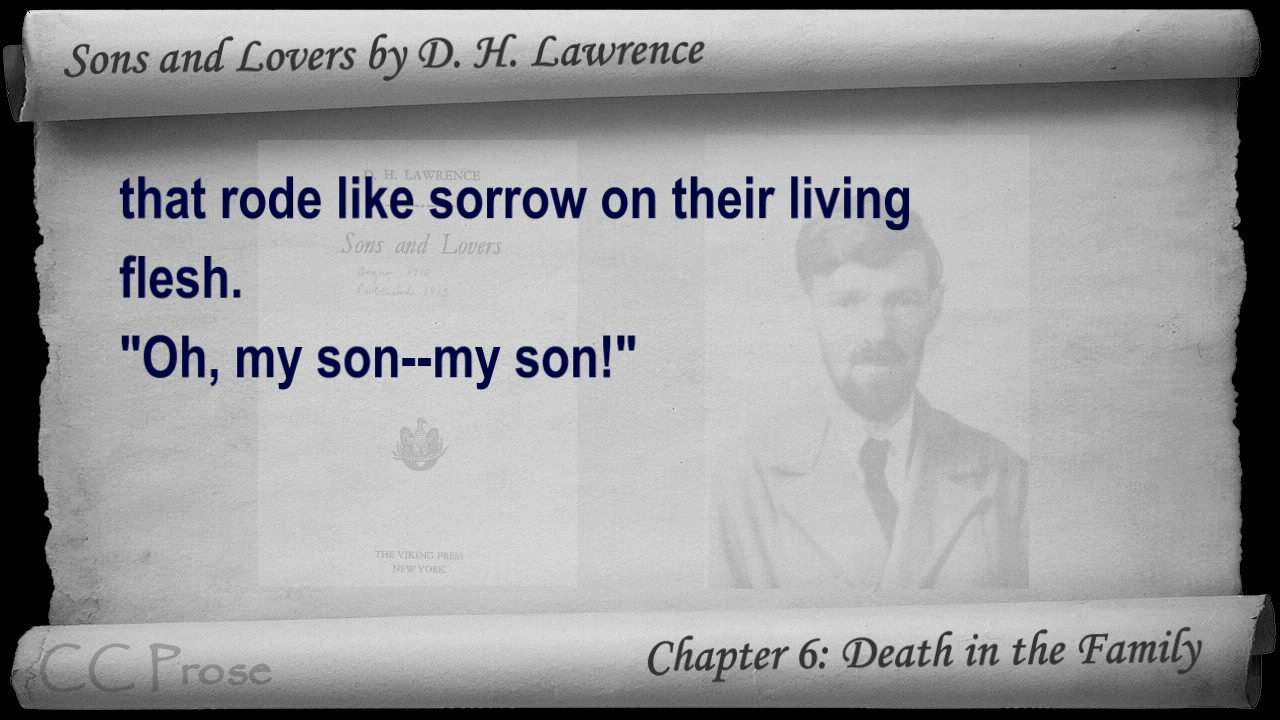 Sons and Lovers by D. H. Lawrence
D. H. LAWRENCE
that rode like sorrow on their living
Sons and Lovers
flesh.
"Oh, my son--my son!"
THE VIKING PRESS
NEW YORK
CC Prose
Chapter 6: Death in the Family